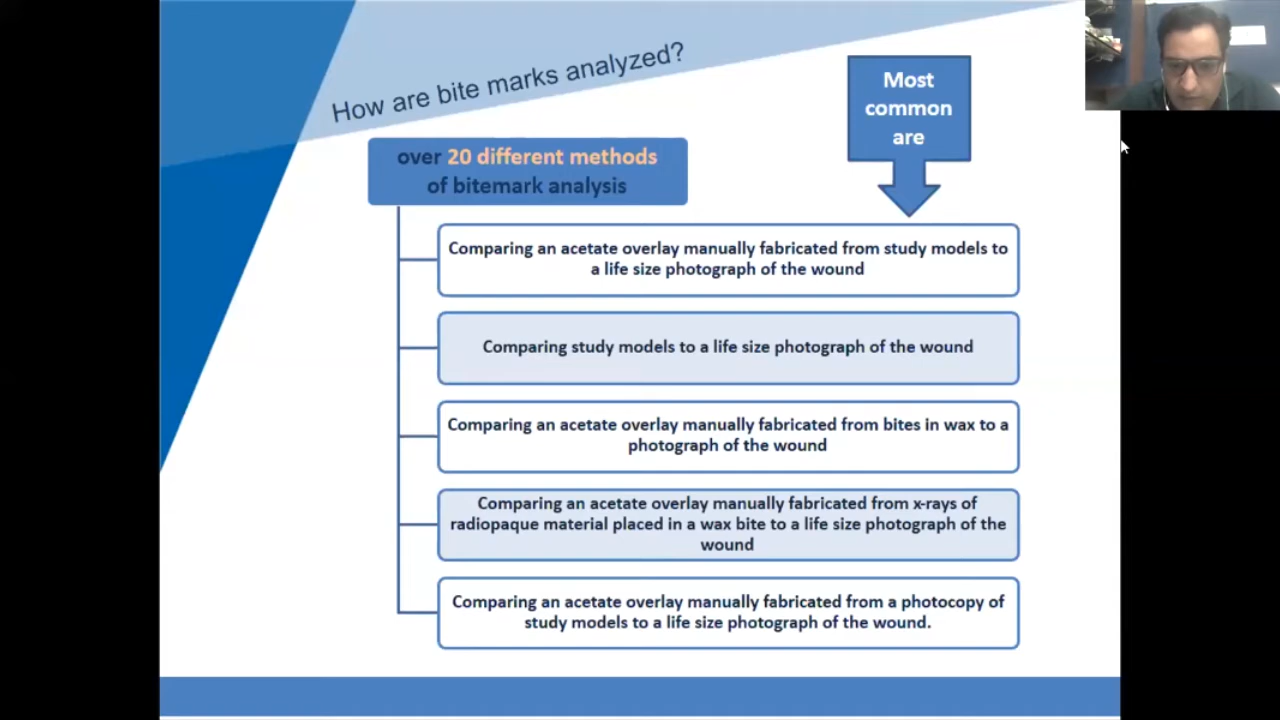 How are bite marks analyzed?
Most
common
are
over 20 different methods
of bitemark analysis
Comparing an acetate overlay manually fabricated from study models to
a life size photograph of the wound
Comparing study models to a life size photograph of the wound
Comparing an acetate overlay manually fabricated from bites in wax to a
photograph of the wound
Comparing an acetate overlay manually fabricated from x-rays of
radiopaque material placed in a wax bite to a life size photograph of the
wound
Comparing an acetate overlay manually fabricated from a photocopy of
study models to a life size photograph of the wound.